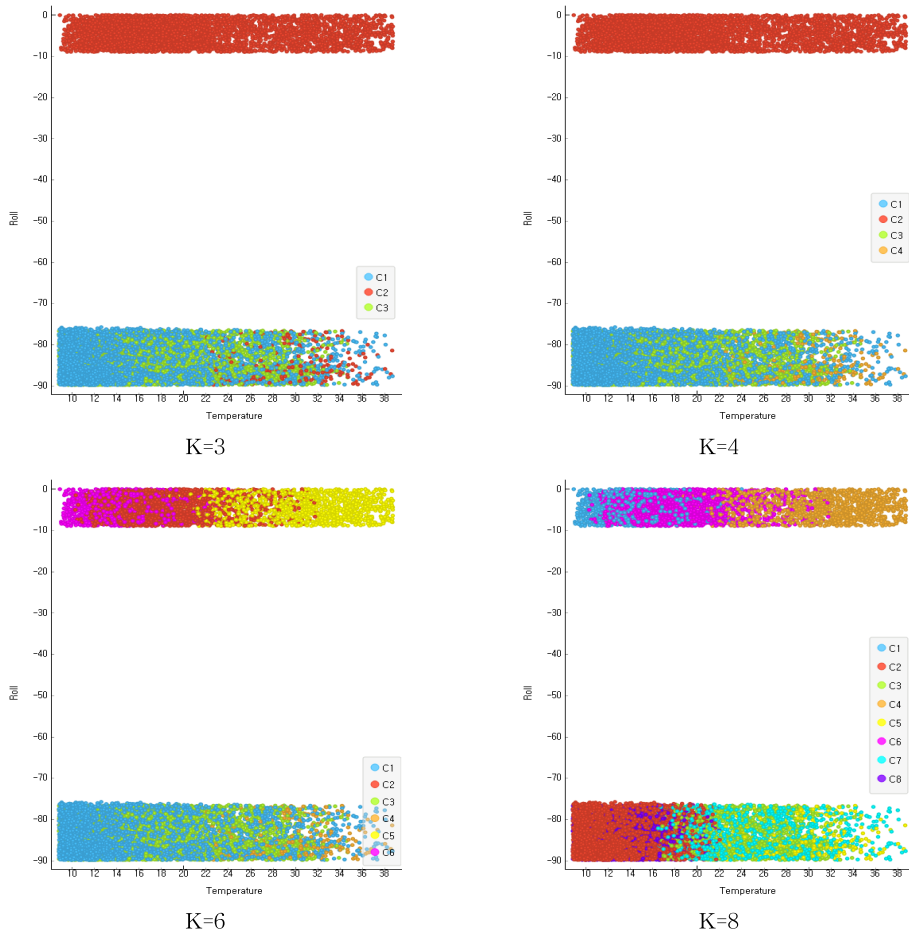 0
-10
-20
-30
-40
-50
-60
-70
-80
-90
Roll
10 12 14 16 18 20 22 24 26 28 30 32 34 36 38
Temperature
C1
C2
C3
K=3
0
-10
-20
-30
-40
-50
-60
-70
-80
-90
Roll
10 12 14 16 18 20 22 24 26 28 30 32 34 36 38
Temperature
C1
C2
C3
C4
K=4
0
-10
-20
-30
-40
-50
-60
-70
-80
-90
Roll
10 12 14 16 18 20 22 24 26 28 30 32 34 36 38
Temperature
C1
C2
C3
C4
C5
C6
K=6
0
-10
-20
-30
-40
-50
-60
-70
-80
-90
Roll
10 12 14 16 18 20 22 24 26 28 30 32 34 36 38
Temperature
C1
C2
C3
C4
C5
C6
C7
C8
K=8